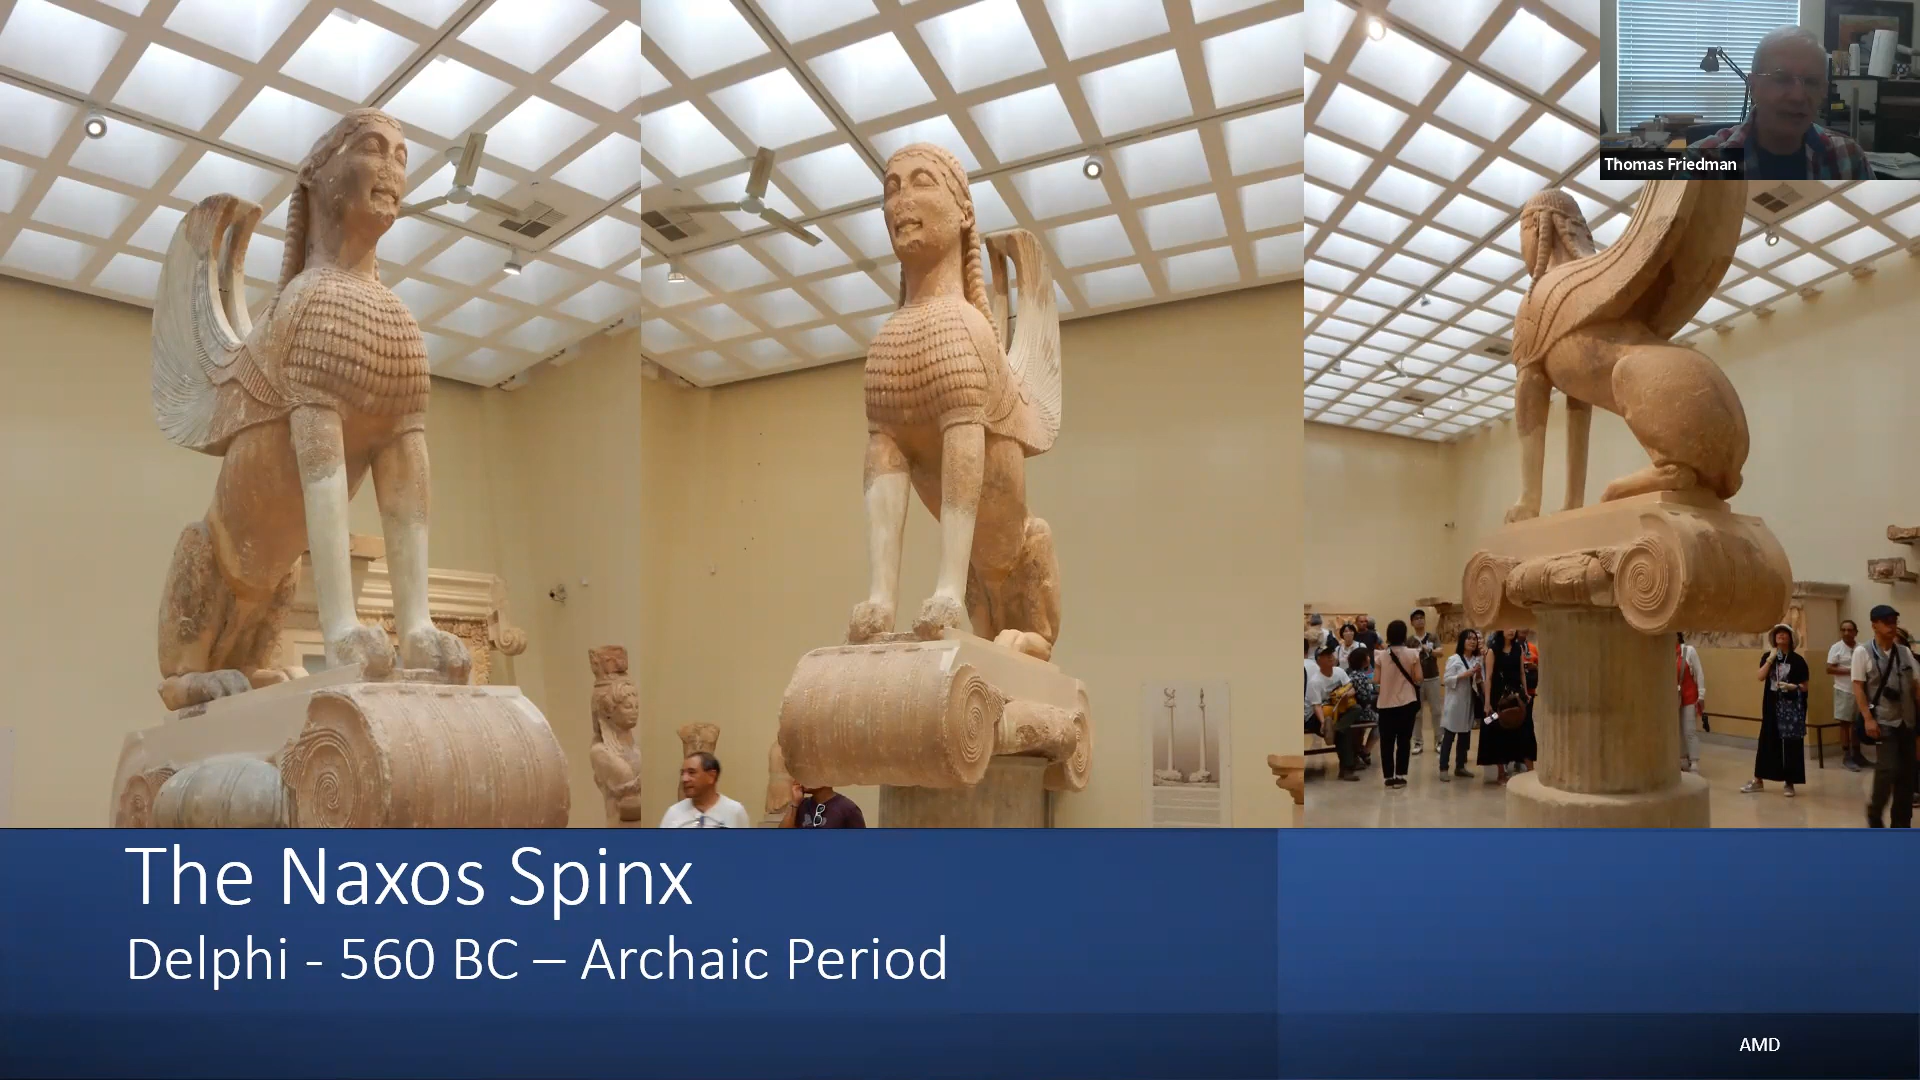 Thomas Friedman
The Naxos Spinx
Delphi - 560 BC – Archaic Period
AMD